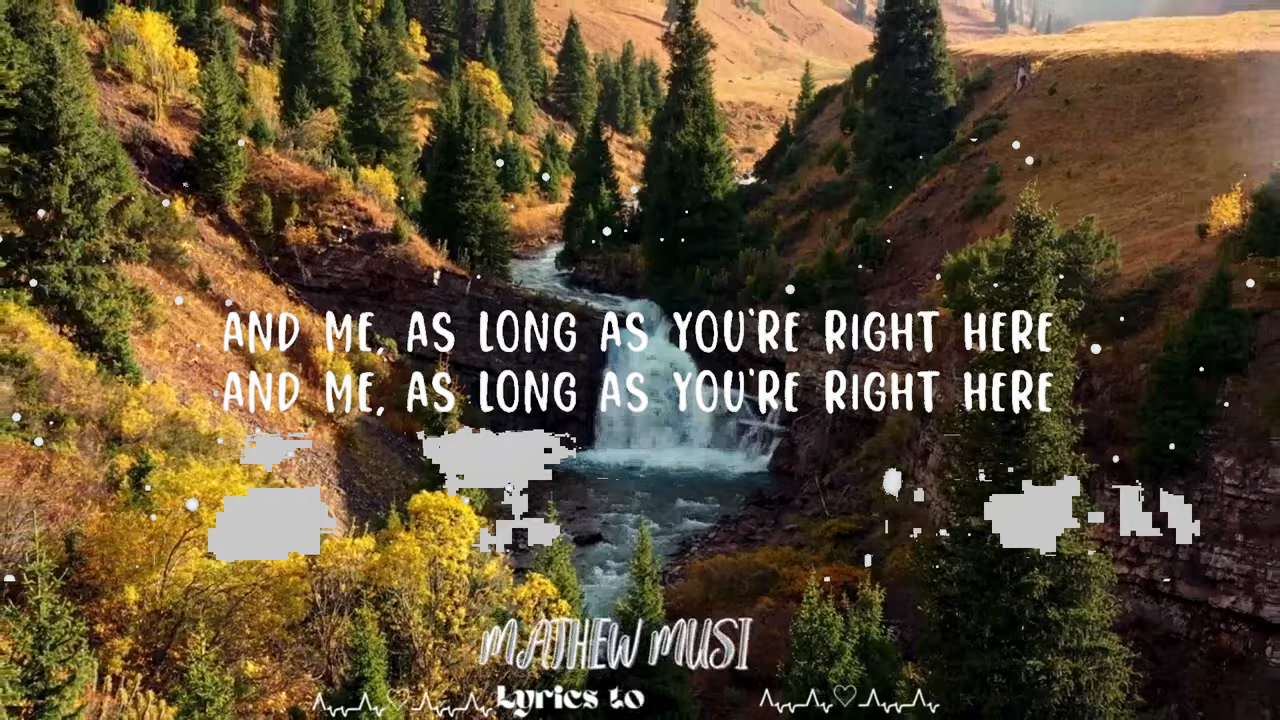 AND ME, AS LONG AS YOU'RE RIGHT HERE
AND ME, AS LONG AS YOU'RE RIGHT HERE
MATHEW MUSI
Lyrics to